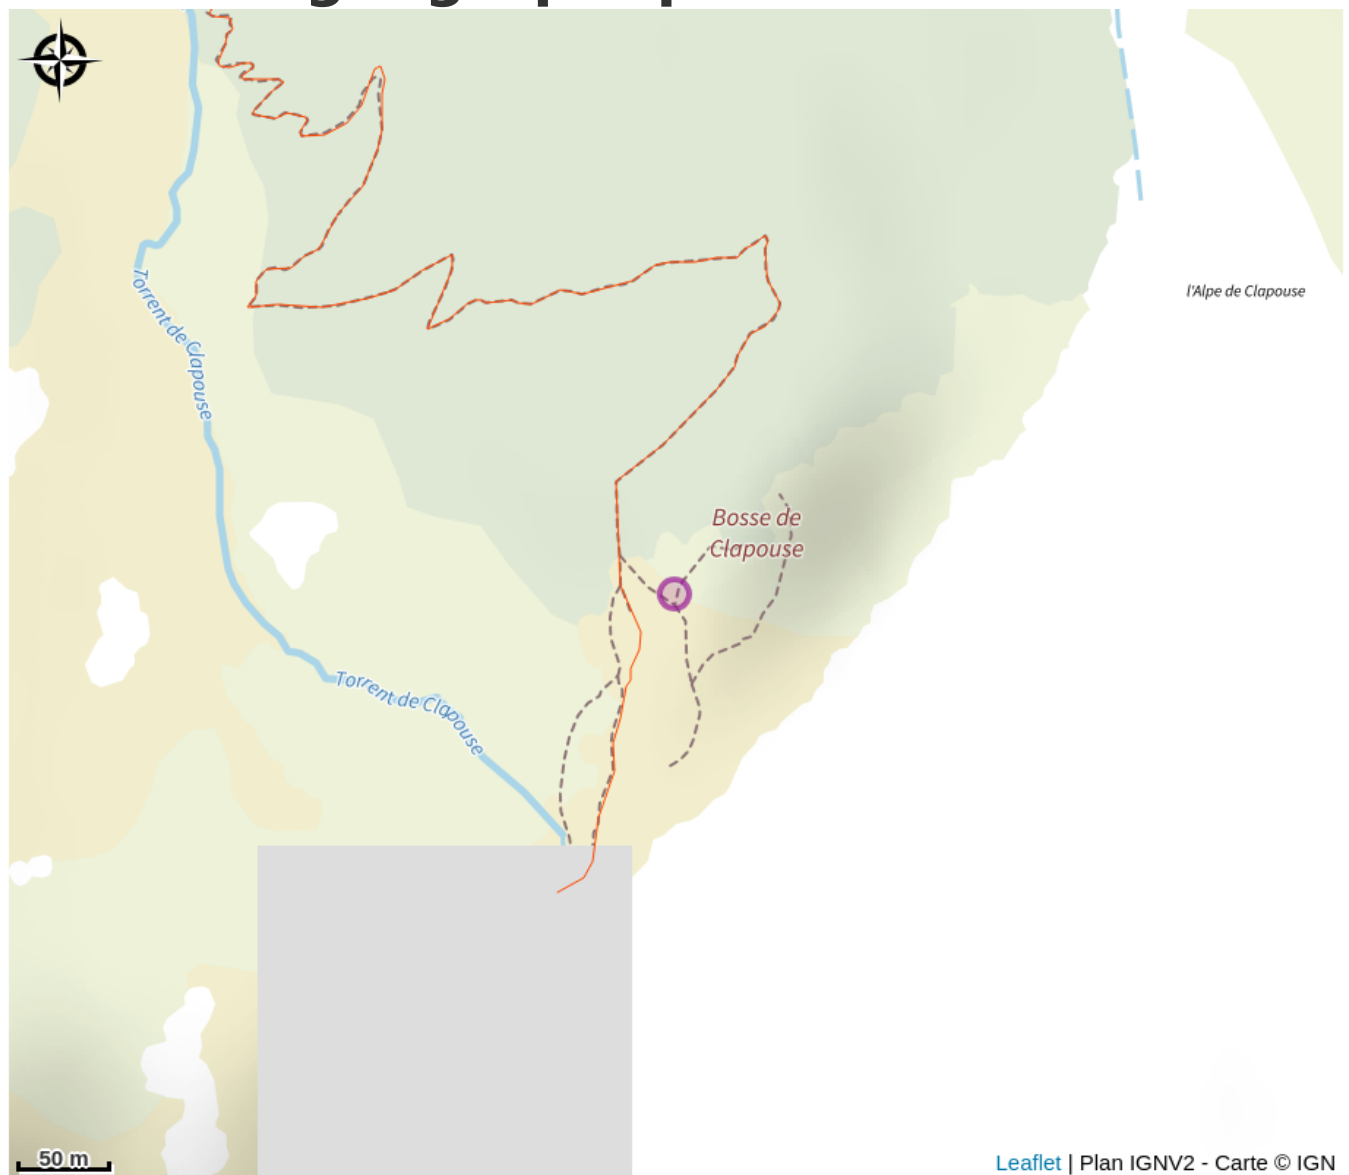 l'Alpe de Clapouse
Torrent de Clapouse
Bosse de
Clapouse
Torrent de Clapouse
50 m
Leaflet | Plan IGNV2 - Carte © IGN